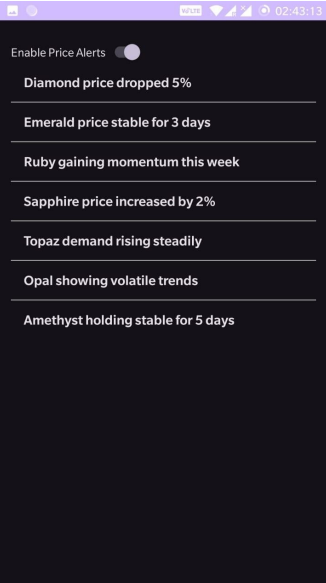 VoLTE 02:43:13
Enable Price Alerts
Diamond price dropped 5%
Emerald price stable for 3 days
Ruby gaining momentum this week
Sapphire price increased by 2%
Topaz demand rising steadily
Opal showing volatile trends
Amethyst holding stable for 5 days